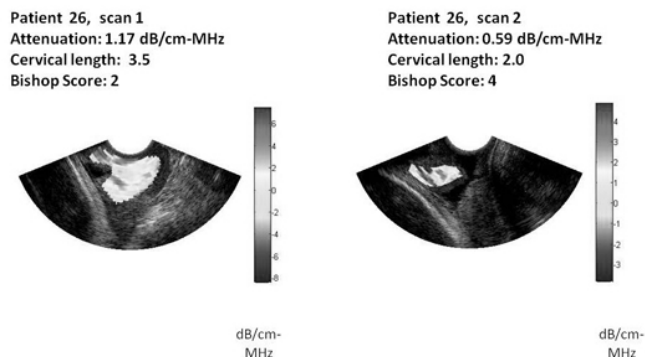 Patient 26, scan 1
Attenuation: 1.17 dB/cm-MHz
Cervical length: 3.5
Bishop Score: 2
6
4
2
0
-2
-4
-6
-8
dB/cm-
MHz
Patient 26, scan 2
Attenuation: 0.59 dB/cm-MHz
Cervical length: 2.0
Bishop Score: 4
4
3
2
1
0
-1
-2
-3
dB/cm-
MHz